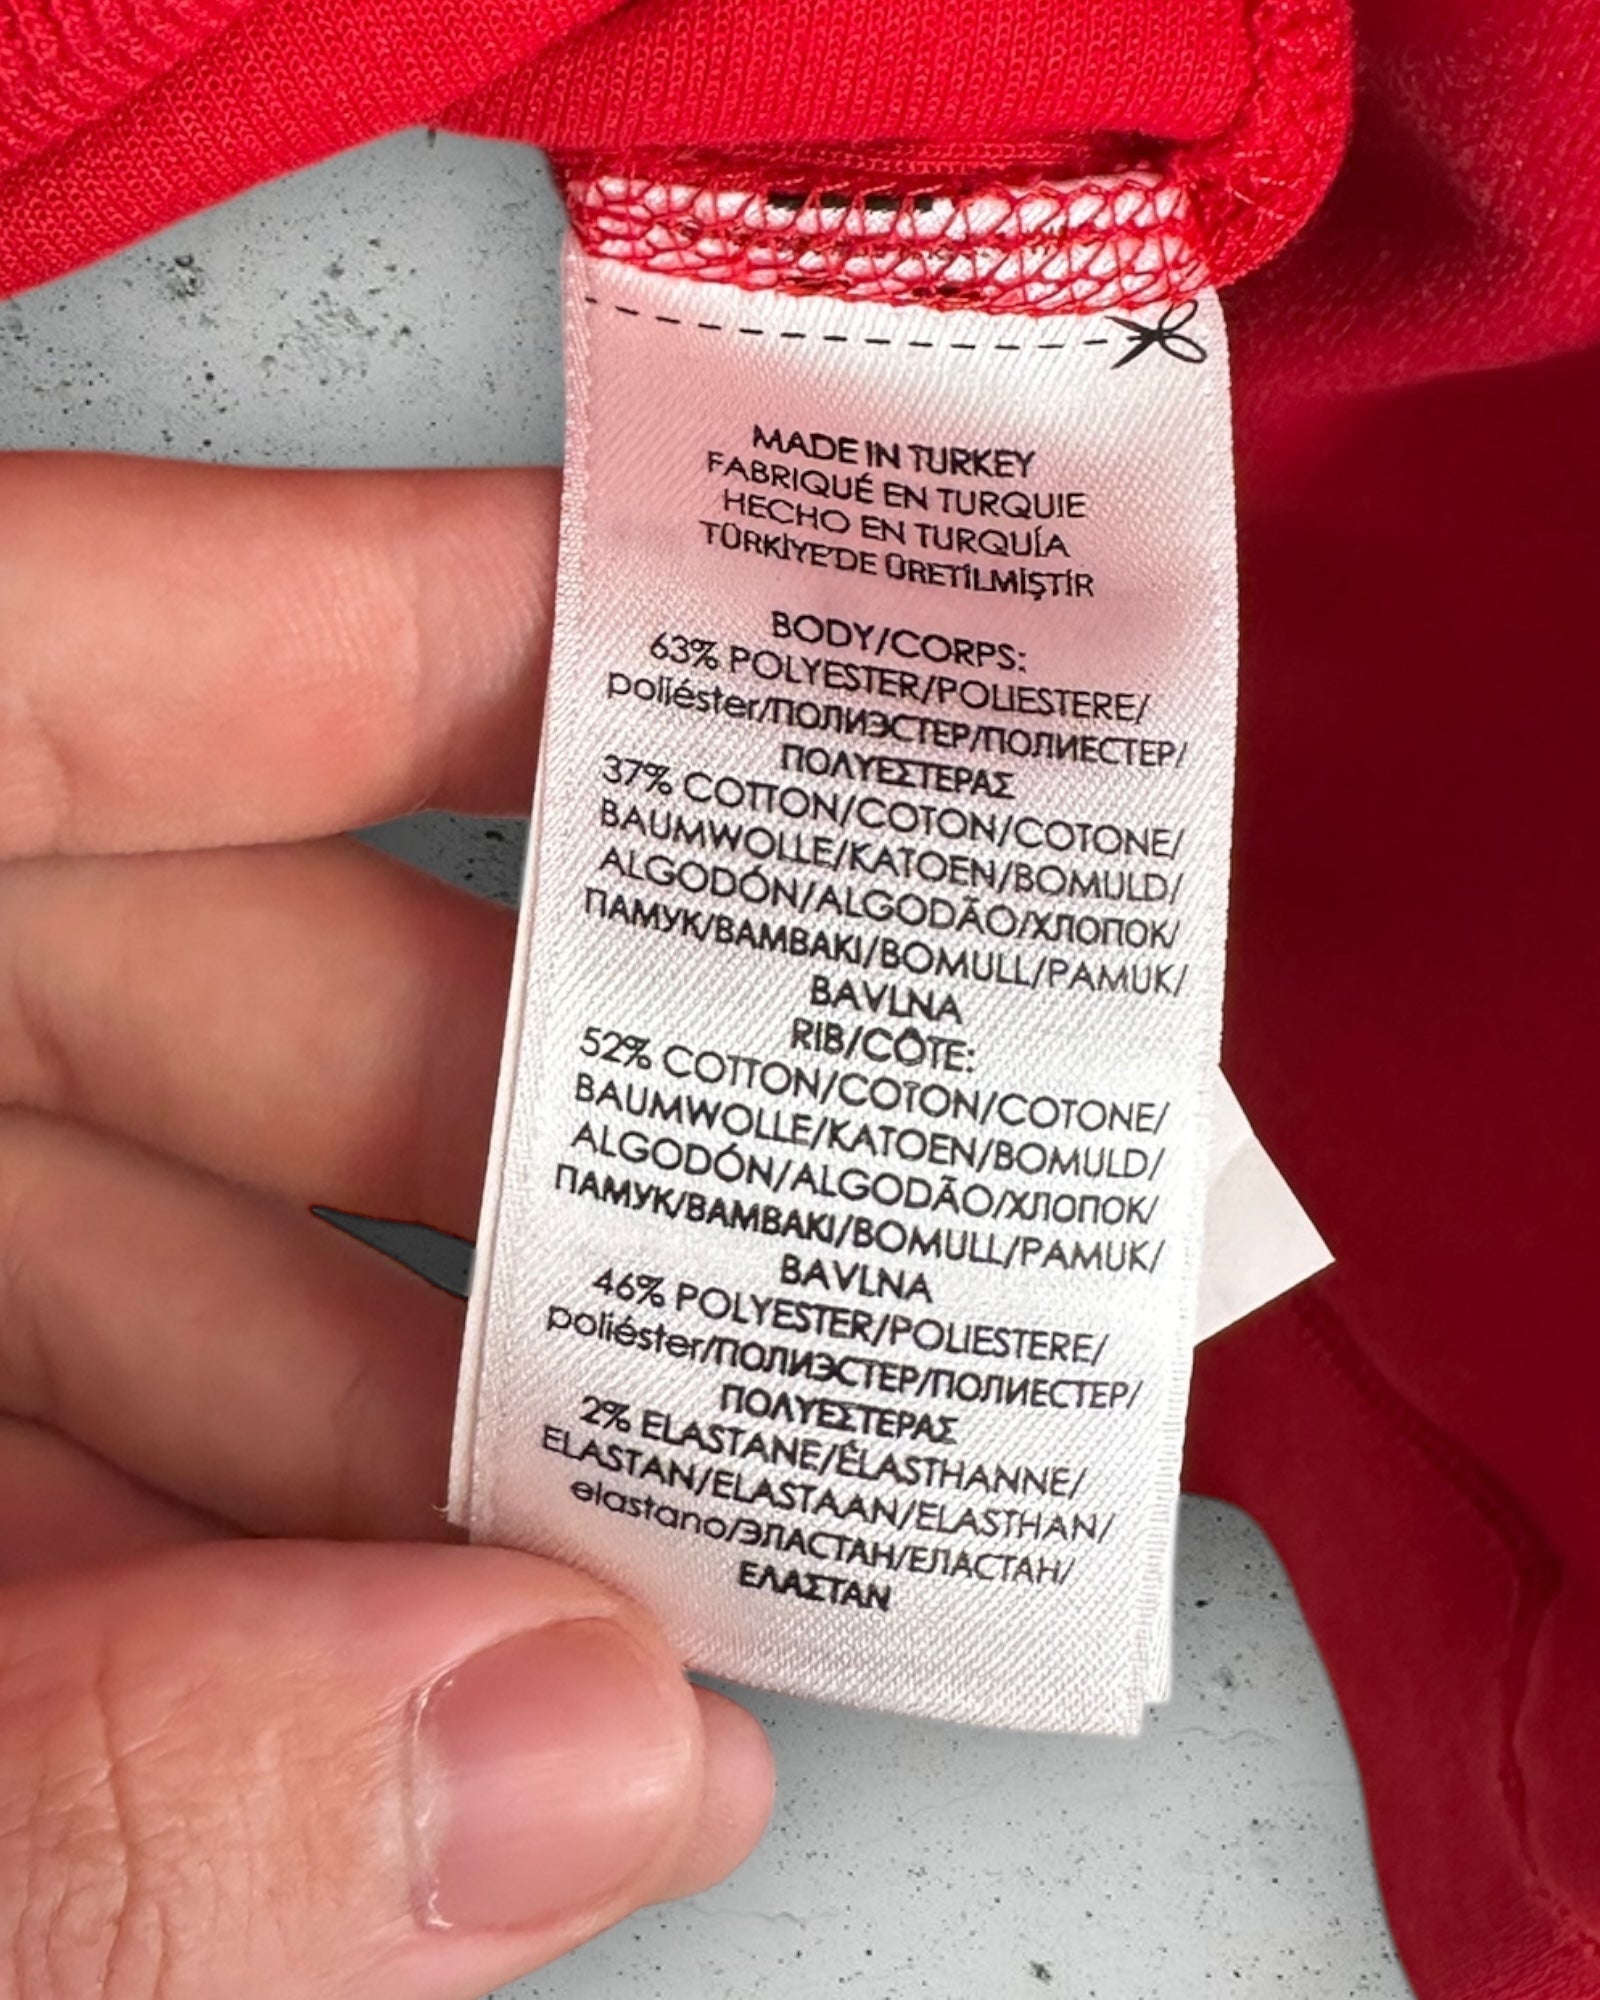 MADE IN TURKEY
FABRIQUÉ EN TURQUIE
HECHO EN TURQUÍA
TÜRKİYE'DE ÜRETİLMİŞTİR
BODY/CORPS:
63% POLYESTER/POLIESTERE/
poliéster/ПОЛИЭСТЕР/ПОЛИЕСТЕР/
ΠΟΛΥΕΣΤΕΡΑΣ
37% COTTON/COTON/COTONE/
BAUMWOLLE/KATOEN/BOMULD/
ALGODÓN/ALGODÃO/ХЛОПОК/
ПАМУК/BAMBAKI/BOMULL/PAMUK/
BAVLNA
RIB/CÔTE:
52% COTTON/COTON/COTONE/
BAUMWOLLE/KATOEN/BOMULD/
ALGODÓN/ALGODÃO/ХЛОПОК/
ПАМУК/BAMBAKI/BOMULL/PAMUK/
BAVLNA
46% POLYESTER/POLIESTERE/
poliéster/ПОЛИЭСТЕР/ПОЛИЕСТЕР/
ΠΟΛΥΕΣΤΕΡΑΣ
2% ELASTANE/ÉLASTHANNE/
ELASTAN/ELASTAAN/ELASTHAN/
elastano/ЭЛАСТАН/ЕЛАСТАН/
ΕΛΑΣΤΑΝ